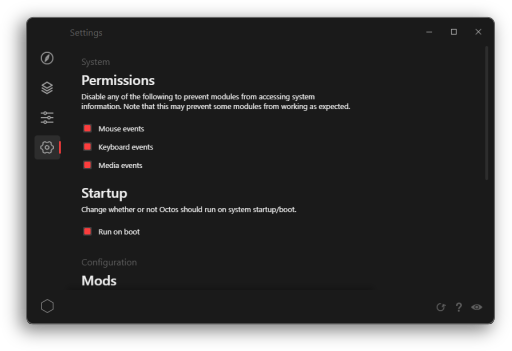 Settings
System
Permissions
Disable any of the following to prevent modules from accessing system
information. Note that this may prevent some modules from working as expected.
Mouse events
Keyboard events
Media events
Startup
Change whether or not Octos should run on system startup/boot.
Run on boot
Configuration
Mods